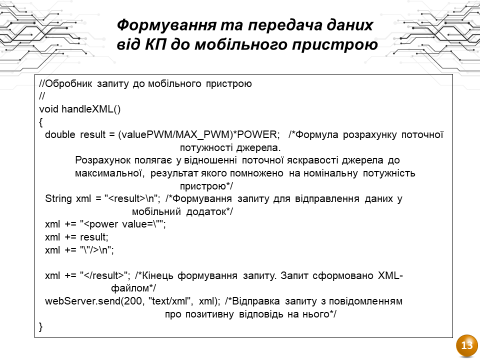 Формування та передача даних
від КП до мобільного пристрою
//Обробник запиту до мобільного пристрою
//
void handleXML()
{
double result = (valuePWM/MAX_PWM)*POWER; /*Формула розрахунку поточної
потужності джерела.
Розрахунок полягає у відношенні поточної яскравості джерела до
максимальної, результат якого помножено на номінальну потужність
пристрою*/
String xml = "<result>\n"; /*Формування запиту для відправлення даних у
мобільний додаток*/
xml += "<power value=\"";
xml += result;
xml += "\"/>\n";
xml += "</result>"; /*Кінець формування запиту. Запит сформовано XML-
файлом*/
webServer.send(200, "text/xml", xml); /*Відправка запиту з повідомленням
про позитивну відповідь на нього*/
}
13